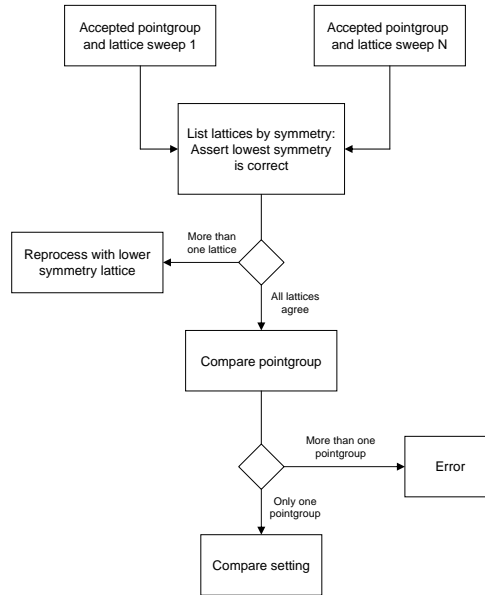 Accepted pointgroup
and lattice sweep 1
Accepted pointgroup
and lattice sweep N
List lattices by symmetry:
Assert lowest symmetry
is correct
More than
one lattice
Reprocess with lower
symmetry lattice
All lattices
agree
Compare pointgroup
More than one
pointgroup
Error
Only one
pointgroup
Compare setting